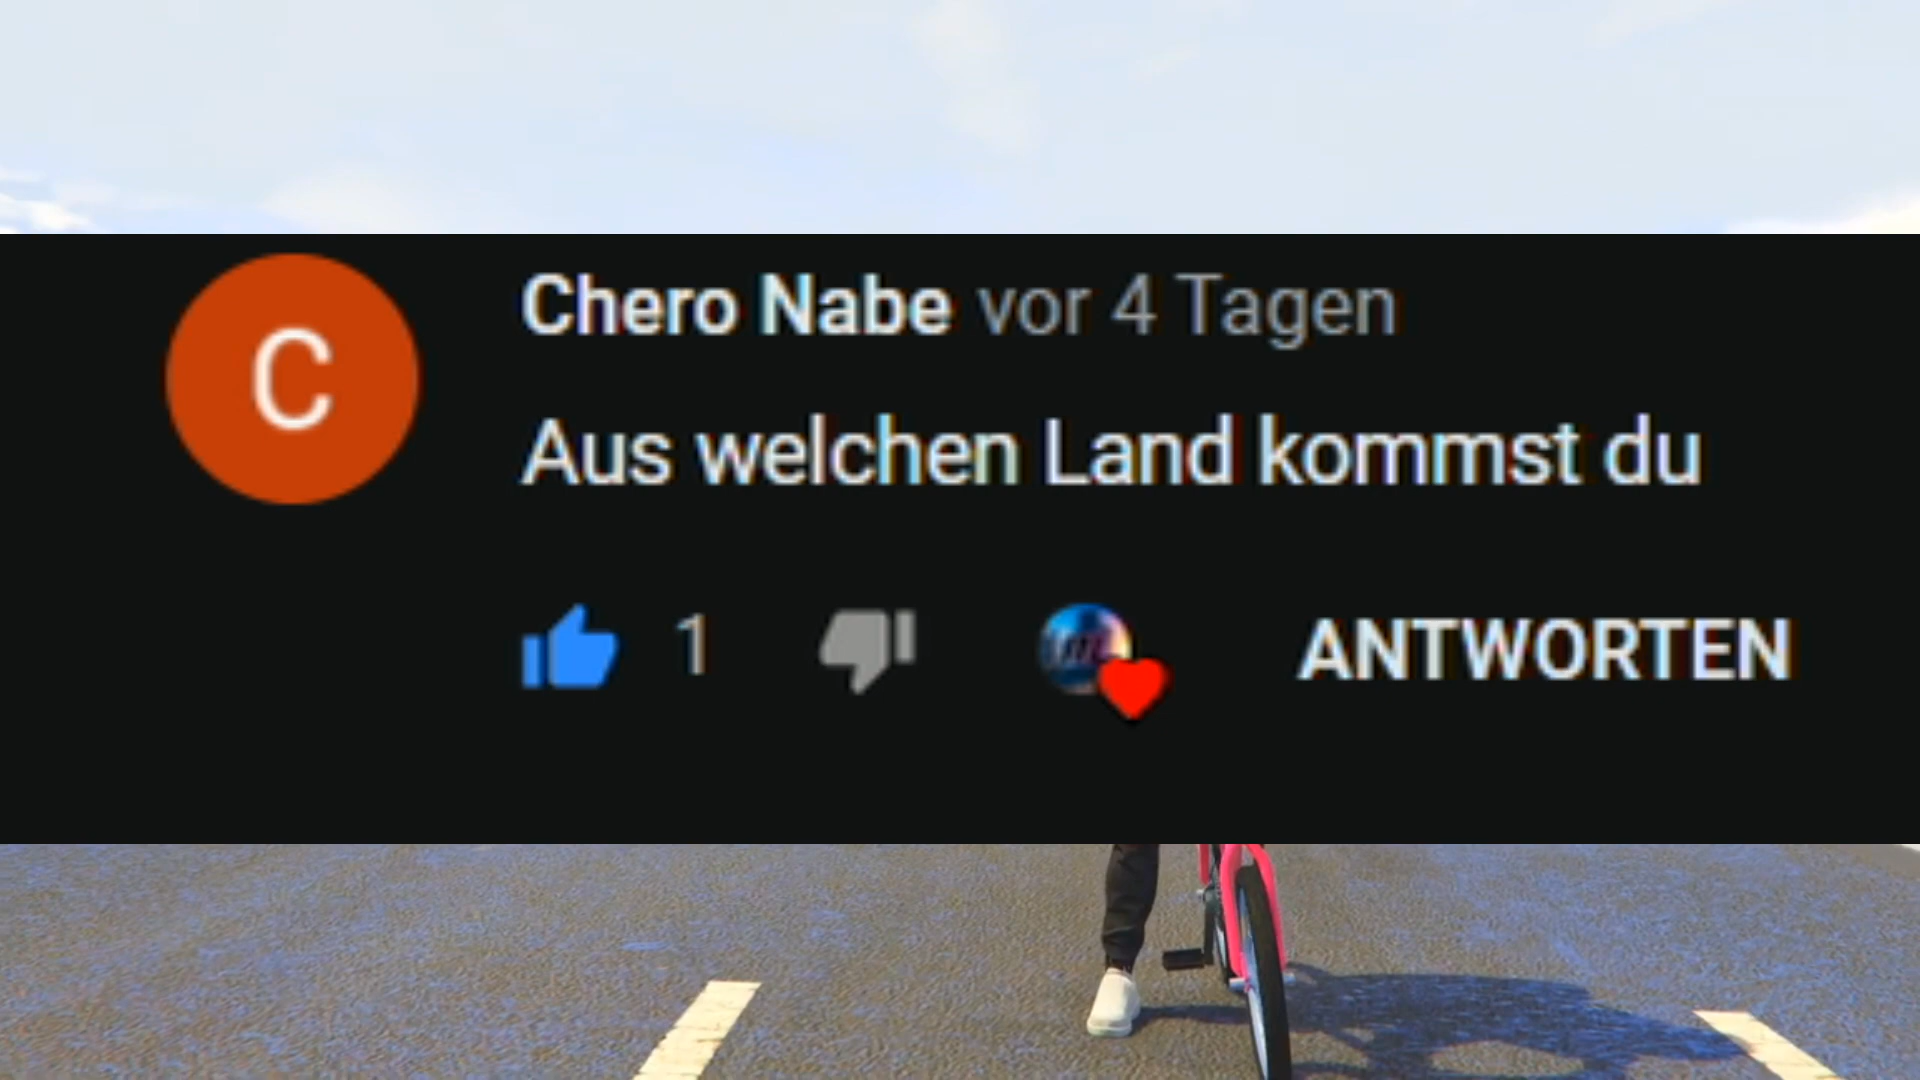 C
Chero Nabe vor 4 Tagen
Aus welchen Land kommst du
1
ANTWORTEN